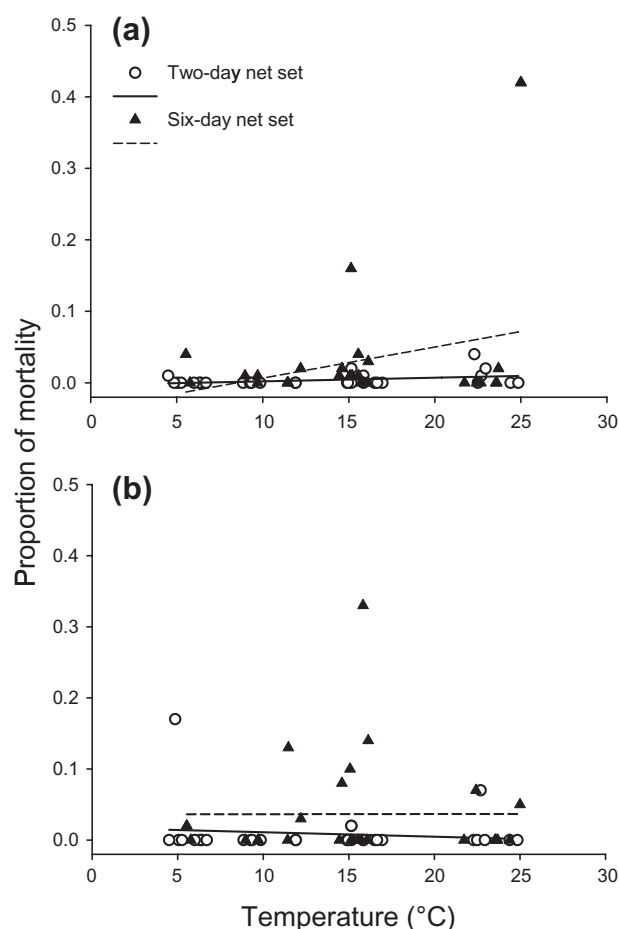 (a)
Two-day net set
Six-day net set
0.5
0.4
0.3
0.2
0.1
0.0
0 5 10 15 20 25 30
(b)
0.5
0.4
0.3
0.2
0.1
0.0
0 5 10 15 20 25 30
Proportion of mortality
Temperature (°C)